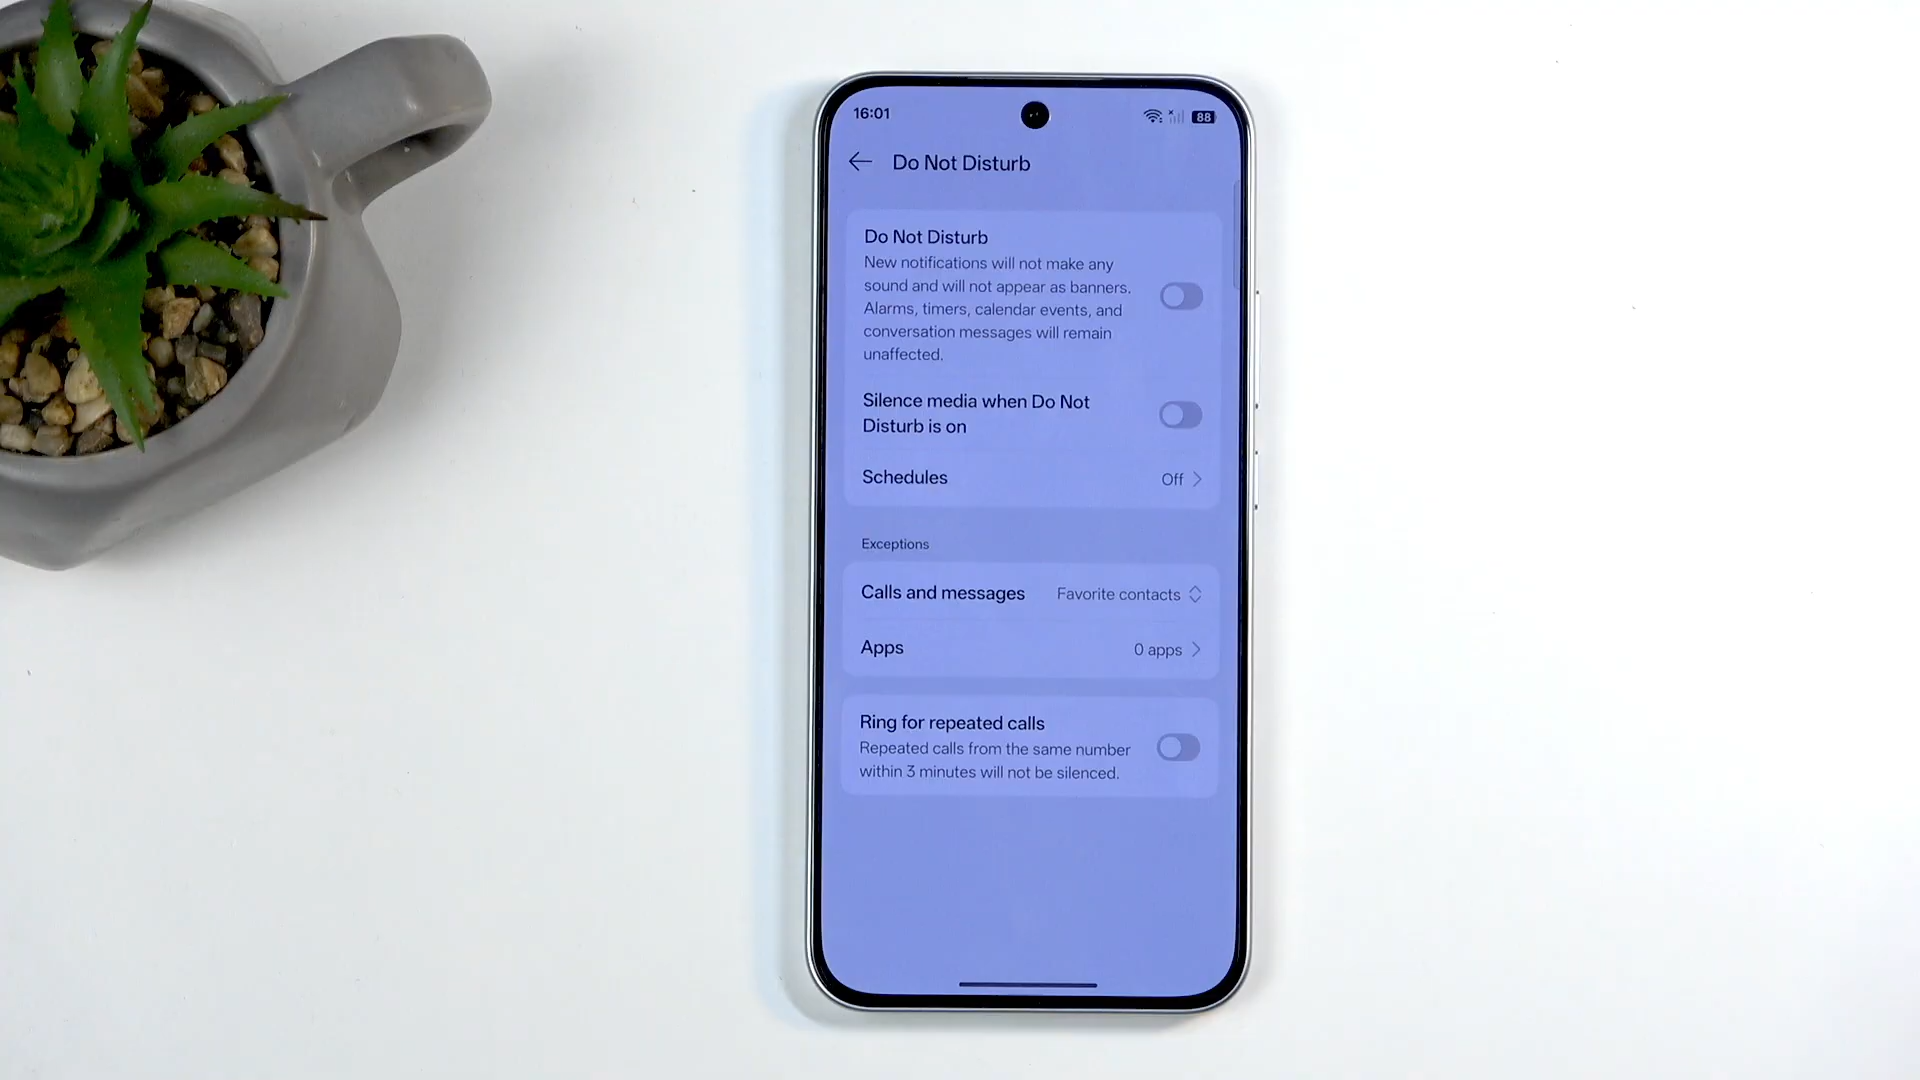 16:01
88
Do Not Disturb
Do Not Disturb
New notifications will not make any
sound and will not appear as banners.
Alarms, timers, calendar events, and
conversation messages will remain
unaffected.
Silence media when Do Not
Disturb is on
Schedules Off
Exceptions
Calls and messages Favorite contacts
Apps 0 apps
Ring for repeated calls
Repeated calls from the same number
within 3 minutes will not be silenced.